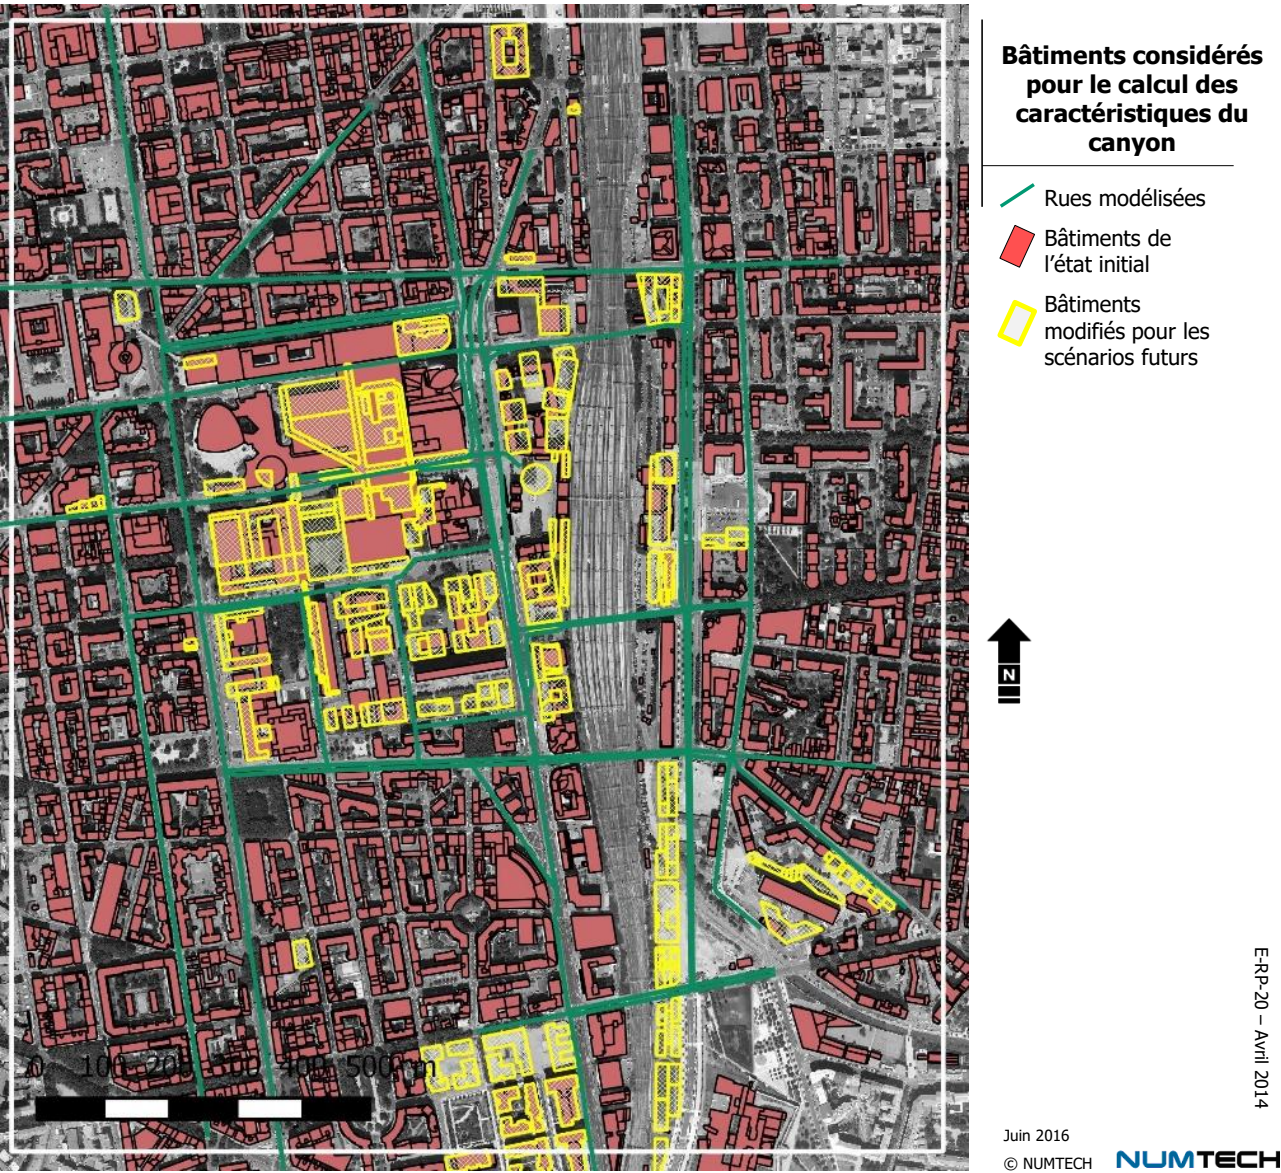 Bâtiments considérés
pour le calcul des
caractéristiques du
canyon
Rues modélisées
Bâtiments de
l'état initial
Bâtiments
modifiés pour les
scénarios futurs
N
E-RP-20 – Avril 2014
0 100 200 300 400 500 m
Juin 2016
© NUMTECH NUMTECH